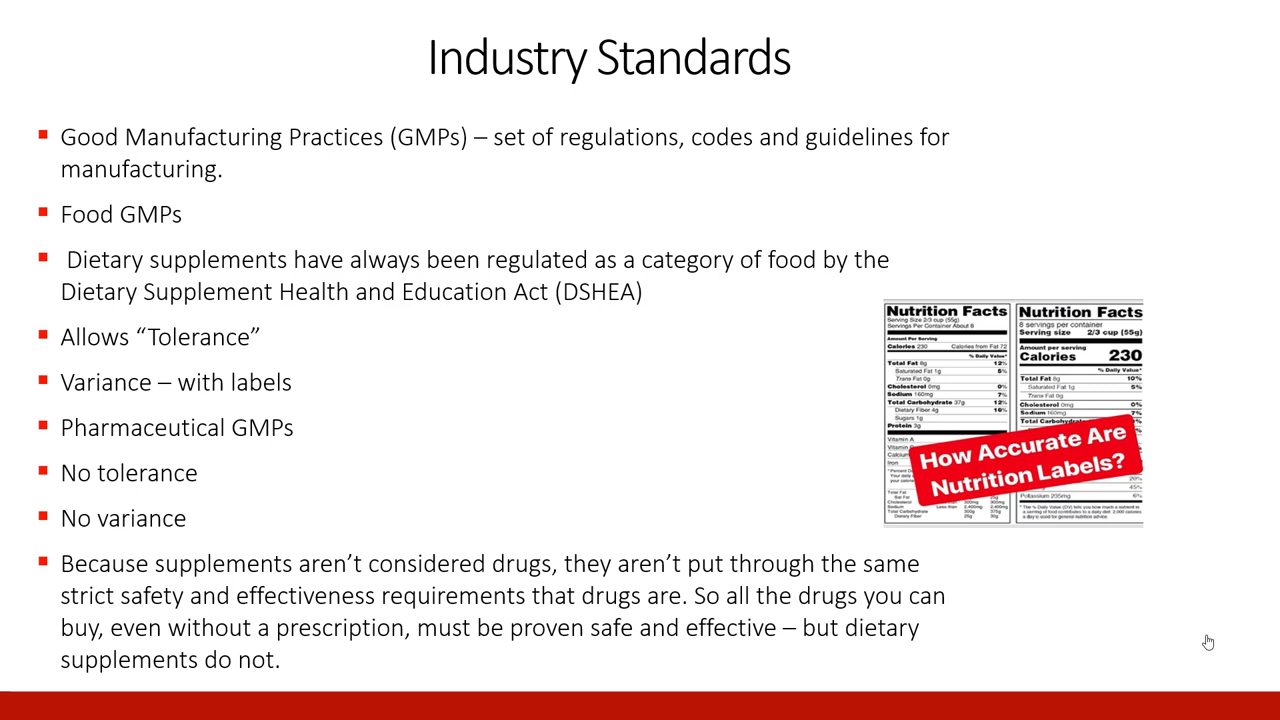 Industry Standards
Good Manufacturing Practices (GMPs) – set of regulations, codes and guidelines for
manufacturing.
Food GMPs
Dietary supplements have always been regulated as a category of food by the
Dietary Supplement Health and Education Act (DSHEA)
Allows “Tolerance”
Variance – with labels
Pharmaceutical GMPs
No tolerance
No variance
Because supplements aren’t considered drugs, they aren’t put through the same
strict safety and effectiveness requirements that drugs are. So all the drugs you can
buy, even without a prescription, must be proven safe and effective – but dietary
supplements do not.
Nutrition Facts
Serving Size 2/3 cup (55g)
Servings Per Container About 8
Amount Per Serving
Calories 230 Calories from Fat 72
% Daily Value*
Total Fat 8g 12%
Saturated Fat 1g 5%
Trans Fat 0g
Cholesterol 0mg 0%
Sodium 160mg 7%
Total Carbohydrate 37g 12%
Dietary Fiber 4g 16%
Sugars 1g
Protein 3g
Vitamin A
Iron
Nutrition Facts
8 servings per container
Serving size 2/3 cup (55g)
Amount per serving
Calories 230
% Daily Value*
Total Fat 8g 10%
Saturated Fat 1g 5%
Trans Fat 0g
Cholesterol 0mg 0%
Sodium 160mg 7%
How Accurate Are
Nutrition Labels?
20%
45%
Potassium 235mg 6%